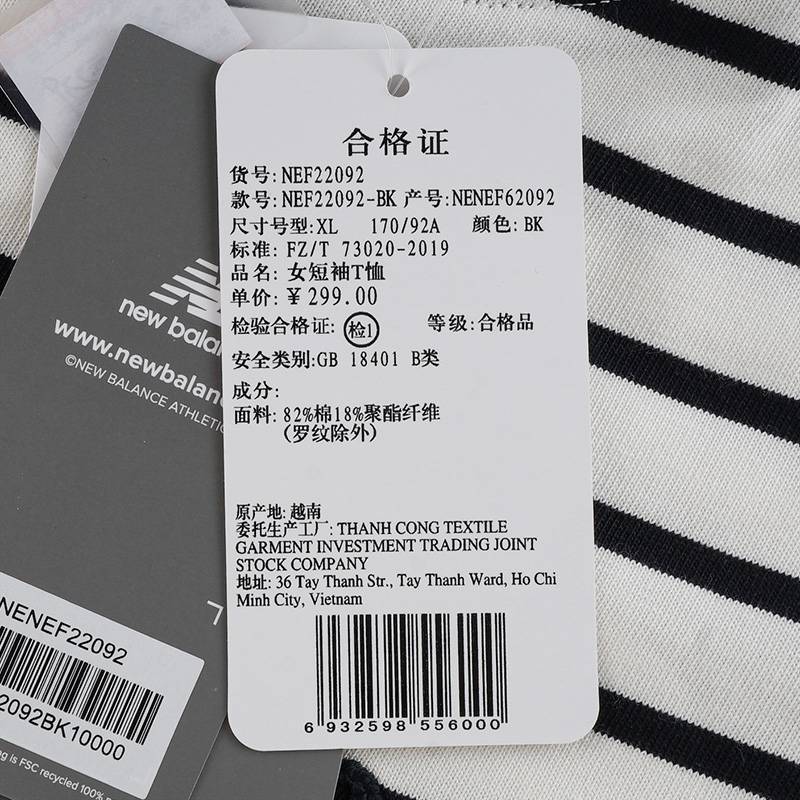 合格证
货号: NEF22092
款号: NEF22092-BK 产号: NENEF62092
尺寸号型: XL 170/92A 颜色: BK
标准: FZ/T 73020-2019
品名: 女短袖T恤
单价: ¥299.00
检验合格证: 检1 等级: 合格品
安全类别: GB 18401 B类
成分:
面料: 82%棉18%聚酯纤维
(罗纹除外)
原产地: 越南
委托生产工厂: THANH CONG TEXTILE
GARMENT INVESTMENT TRADING JOINT
STOCK COMPANY
地址: 36 Tay Thanh Str., Tay Thanh Ward, Ho Chi
Minh City, Vietnam
6 932598 556000
new balan
www.newbalan
©NEW BALANCE ATHLETIC
NENEF22092
2092BK10000
is FSC recycled 100%